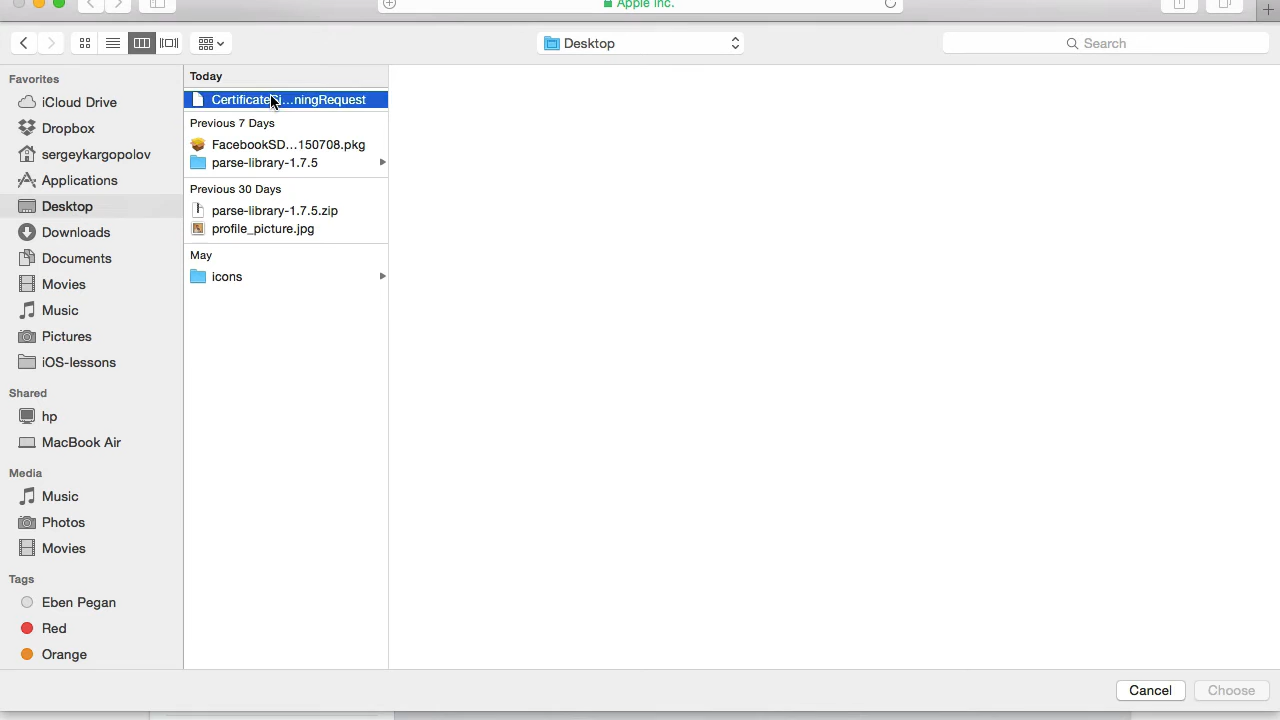 Apple Inc.
Desktop
Search
Favorites
iCloud Drive
Dropbox
sergeykargopolov
Applications
Desktop
Downloads
Documents
Movies
Music
Pictures
iOS-lessons
Shared
hp
MacBook Air
Media
Music
Photos
Movies
Tags
Eben Pegan
Red
Orange
Today
CertificateSi...ningRequest
Previous 7 Days
FacebookSD...150708.pkg
parse-library-1.7.5
Previous 30 Days
parse-library-1.7.5.zip
profile_picture.jpg
May
icons
Cancel
Choose